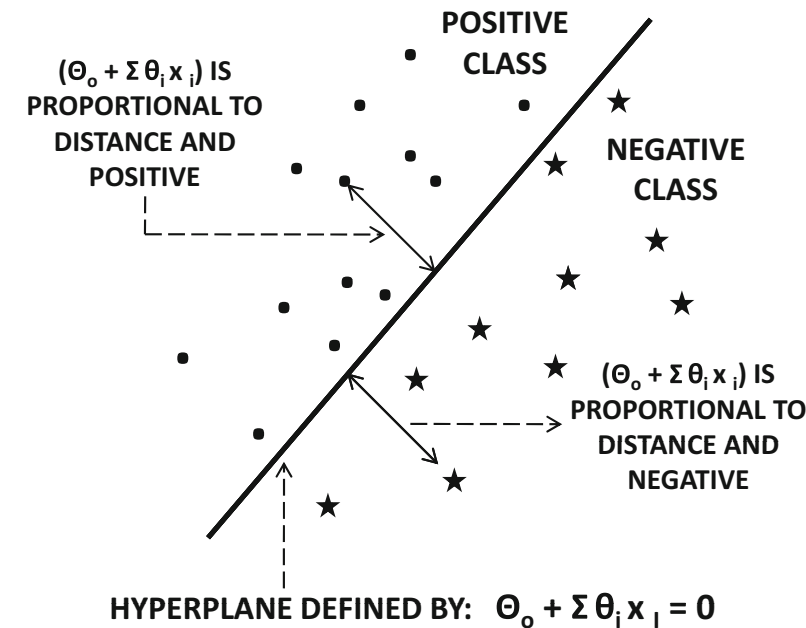 POSITIVE
CLASS
(Θₒ + Σ θᵢ x ᵢ) IS
PROPORTIONAL TO
DISTANCE AND
POSITIVE
NEGATIVE
CLASS
(Θₒ + Σ θᵢ x ᵢ) IS
PROPORTIONAL TO
DISTANCE AND
NEGATIVE
HYPERPLANE DEFINED BY: Θₒ + Σ θᵢ x ₗ = 0